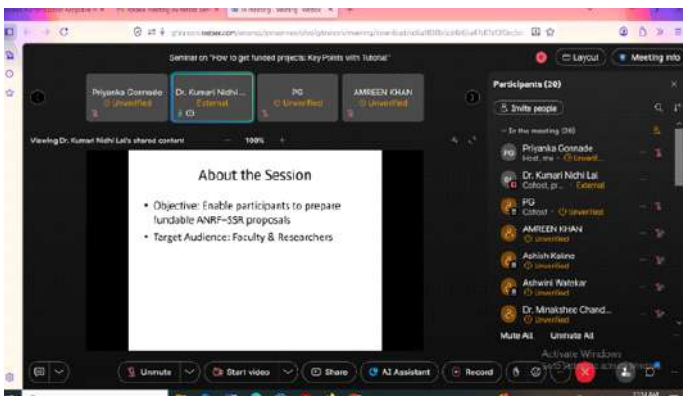 Seminar on "How to get funded projects: Key Points with Tutorial"
Layout
Meeting info
Priyanka Gonnade
Unverified
Dr. Kumari Nidhi ...
External
PG
Unverified
AMREEN KHAN
Unverified
Viewing Dr. Kumari Nidhi Lal's shared content
100%
About the Session
• Objective: Enable participants to prepare
fundable ANRF–SSR proposals
• Target Audience: Faculty & Researchers
Participants (20)
Invite people
In the meeting (20)
PG
Priyanka Gonnade
Host, me
Dr. Kumari Nidhi Lal
Cohost, pr... External
PG
Cohost Unverified
AMREEN KHAN
Unverified
Ashish
Unverified
Ashwini
Unverified
Dr. Minakshee Chand...
Unverified
Mute All Unmute All
Activate Windows
Unmute
Start video
Share
AI Assistant
Record